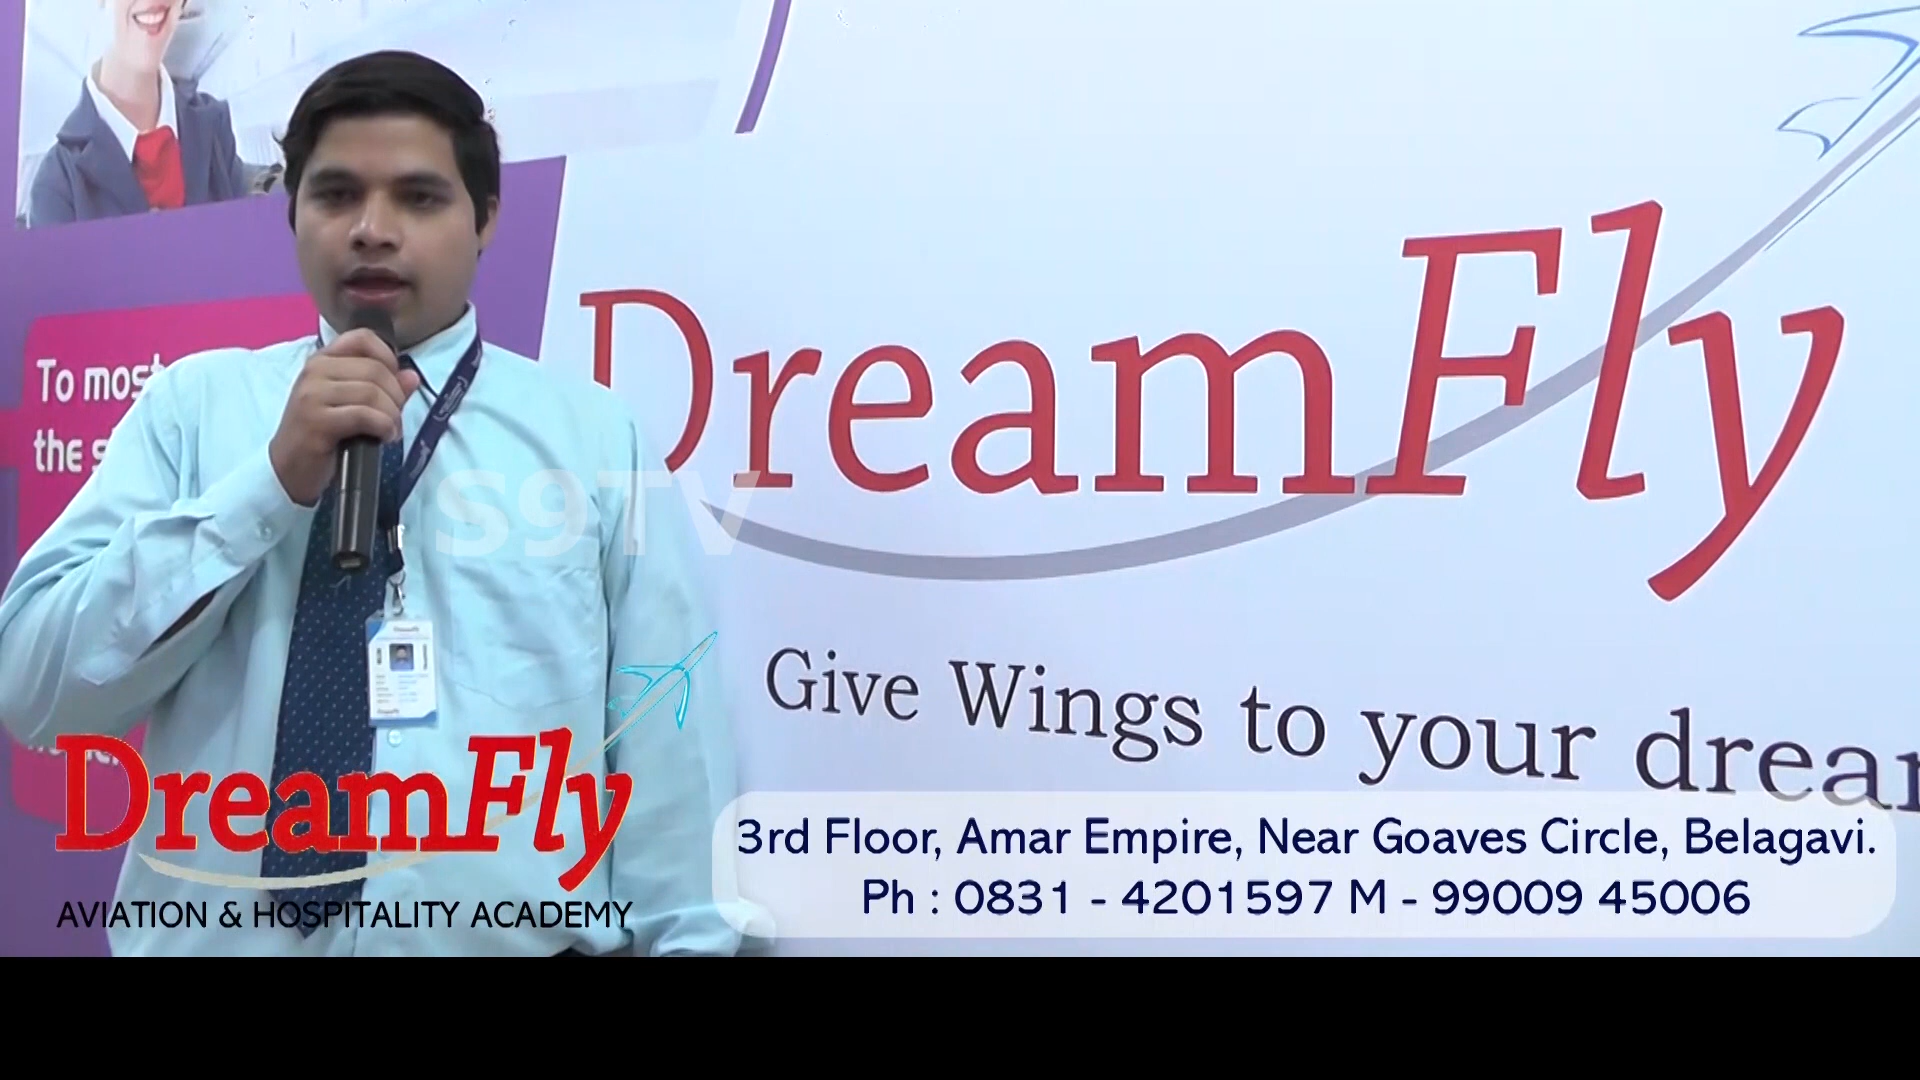 To most
the s
DreamFly
S9TV
Give Wings to your drea
DreamFly
AVIATION & HOSPITALITY ACADEMY
3rd Floor, Amar Empire, Near Goaves Circle, Belagavi.
Ph : 0831 - 4201597 M - 99009 45006